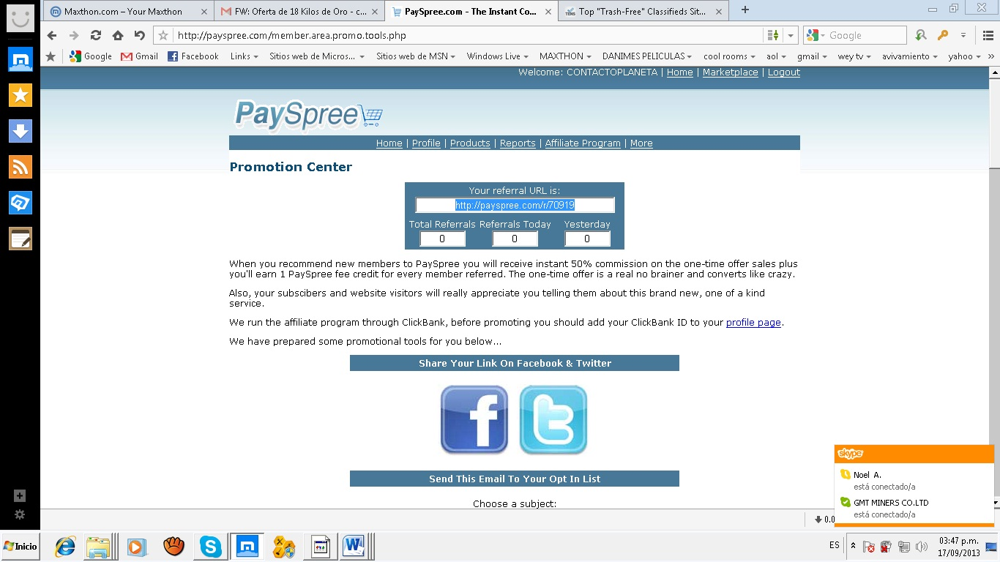 Maxthon.com – Your Maxthon
FW: Oferta de 18 Kilos de Oro - c...
PaySpree.com - The Instant Co...
TENS
Top "Trash-Free" Classifieds Sit...
http://payspree.com/member.area.promo.tools.php
Google
Google
Gmail
Facebook
Links
Sitios web de Micros...
Sitios web de MSN
Windows Live
MAXTHON
DANIMES PELICULAS
cool rooms
aol
gmail
wey tv
avivamiento
yahoo
»
Welcome: CONTACTOPLANETA | Home | Marketplace | Logout
PaySpree
Home | Profile | Products | Reports | Affiliate Program | More
Promotion Center
Your referral URL is:
http://payspree.com/r/70919
Total Referrals Referrals Today Yesterday
0 0 0
When you recommend new members to PaySpree you will receive instant 50% commission on the one-time offer sales plus
you'll earn 1 PaySpree fee credit for every member referred. The one-time offer is a real no brainer and converts like crazy.
Also, your subscibers and website visitors will really appreciate you telling them about this brand new, one of a kind
service.
We run the affiliate program through ClickBank, before promoting you should add your ClickBank ID to your profile page.
We have prepared some promotional tools for you below...
Share Your Link On Facebook & Twitter
Send This Email To Your Opt In List
Choose a subject:
skype
Noel A.
está conectado/a
GMT MINERS CO.LTD
está conectado/a
0.0
Inicio
ES
03:47 p.m.
17/09/2013